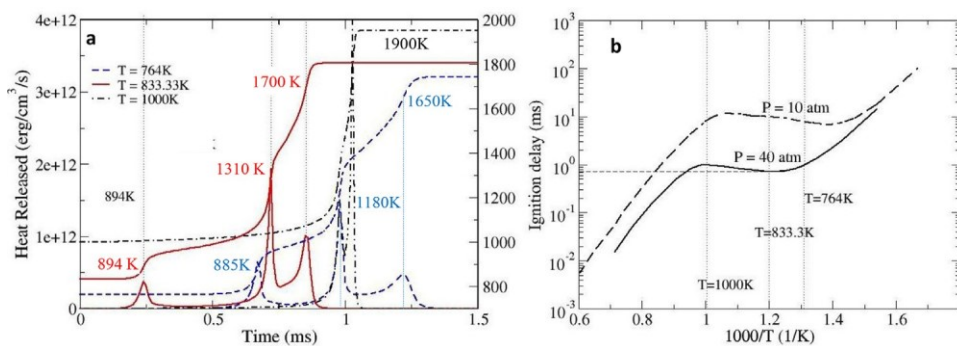 a
T = 764K
T = 833.33K
T = 1000K
4e+12
3e+12
2e+12
1e+12
0
Heat Released (erg/cm³/s)
2000
1800
1600
1400
1200
1000
800
1900K
1700 K
1650K
1310 K
894K
1180K
894 K
885K
0
0.5
1
1.5
Time (ms)
b
10³
10²
10¹
10⁰
10⁻¹
10⁻²
10⁻³
Ignition delay (ms)
P = 10 atm
P = 40 atm
T=764K
T=833.3K
T=1000K
0.6
0.8
1
1.2
1.4
1.6
1000/T (1/K)